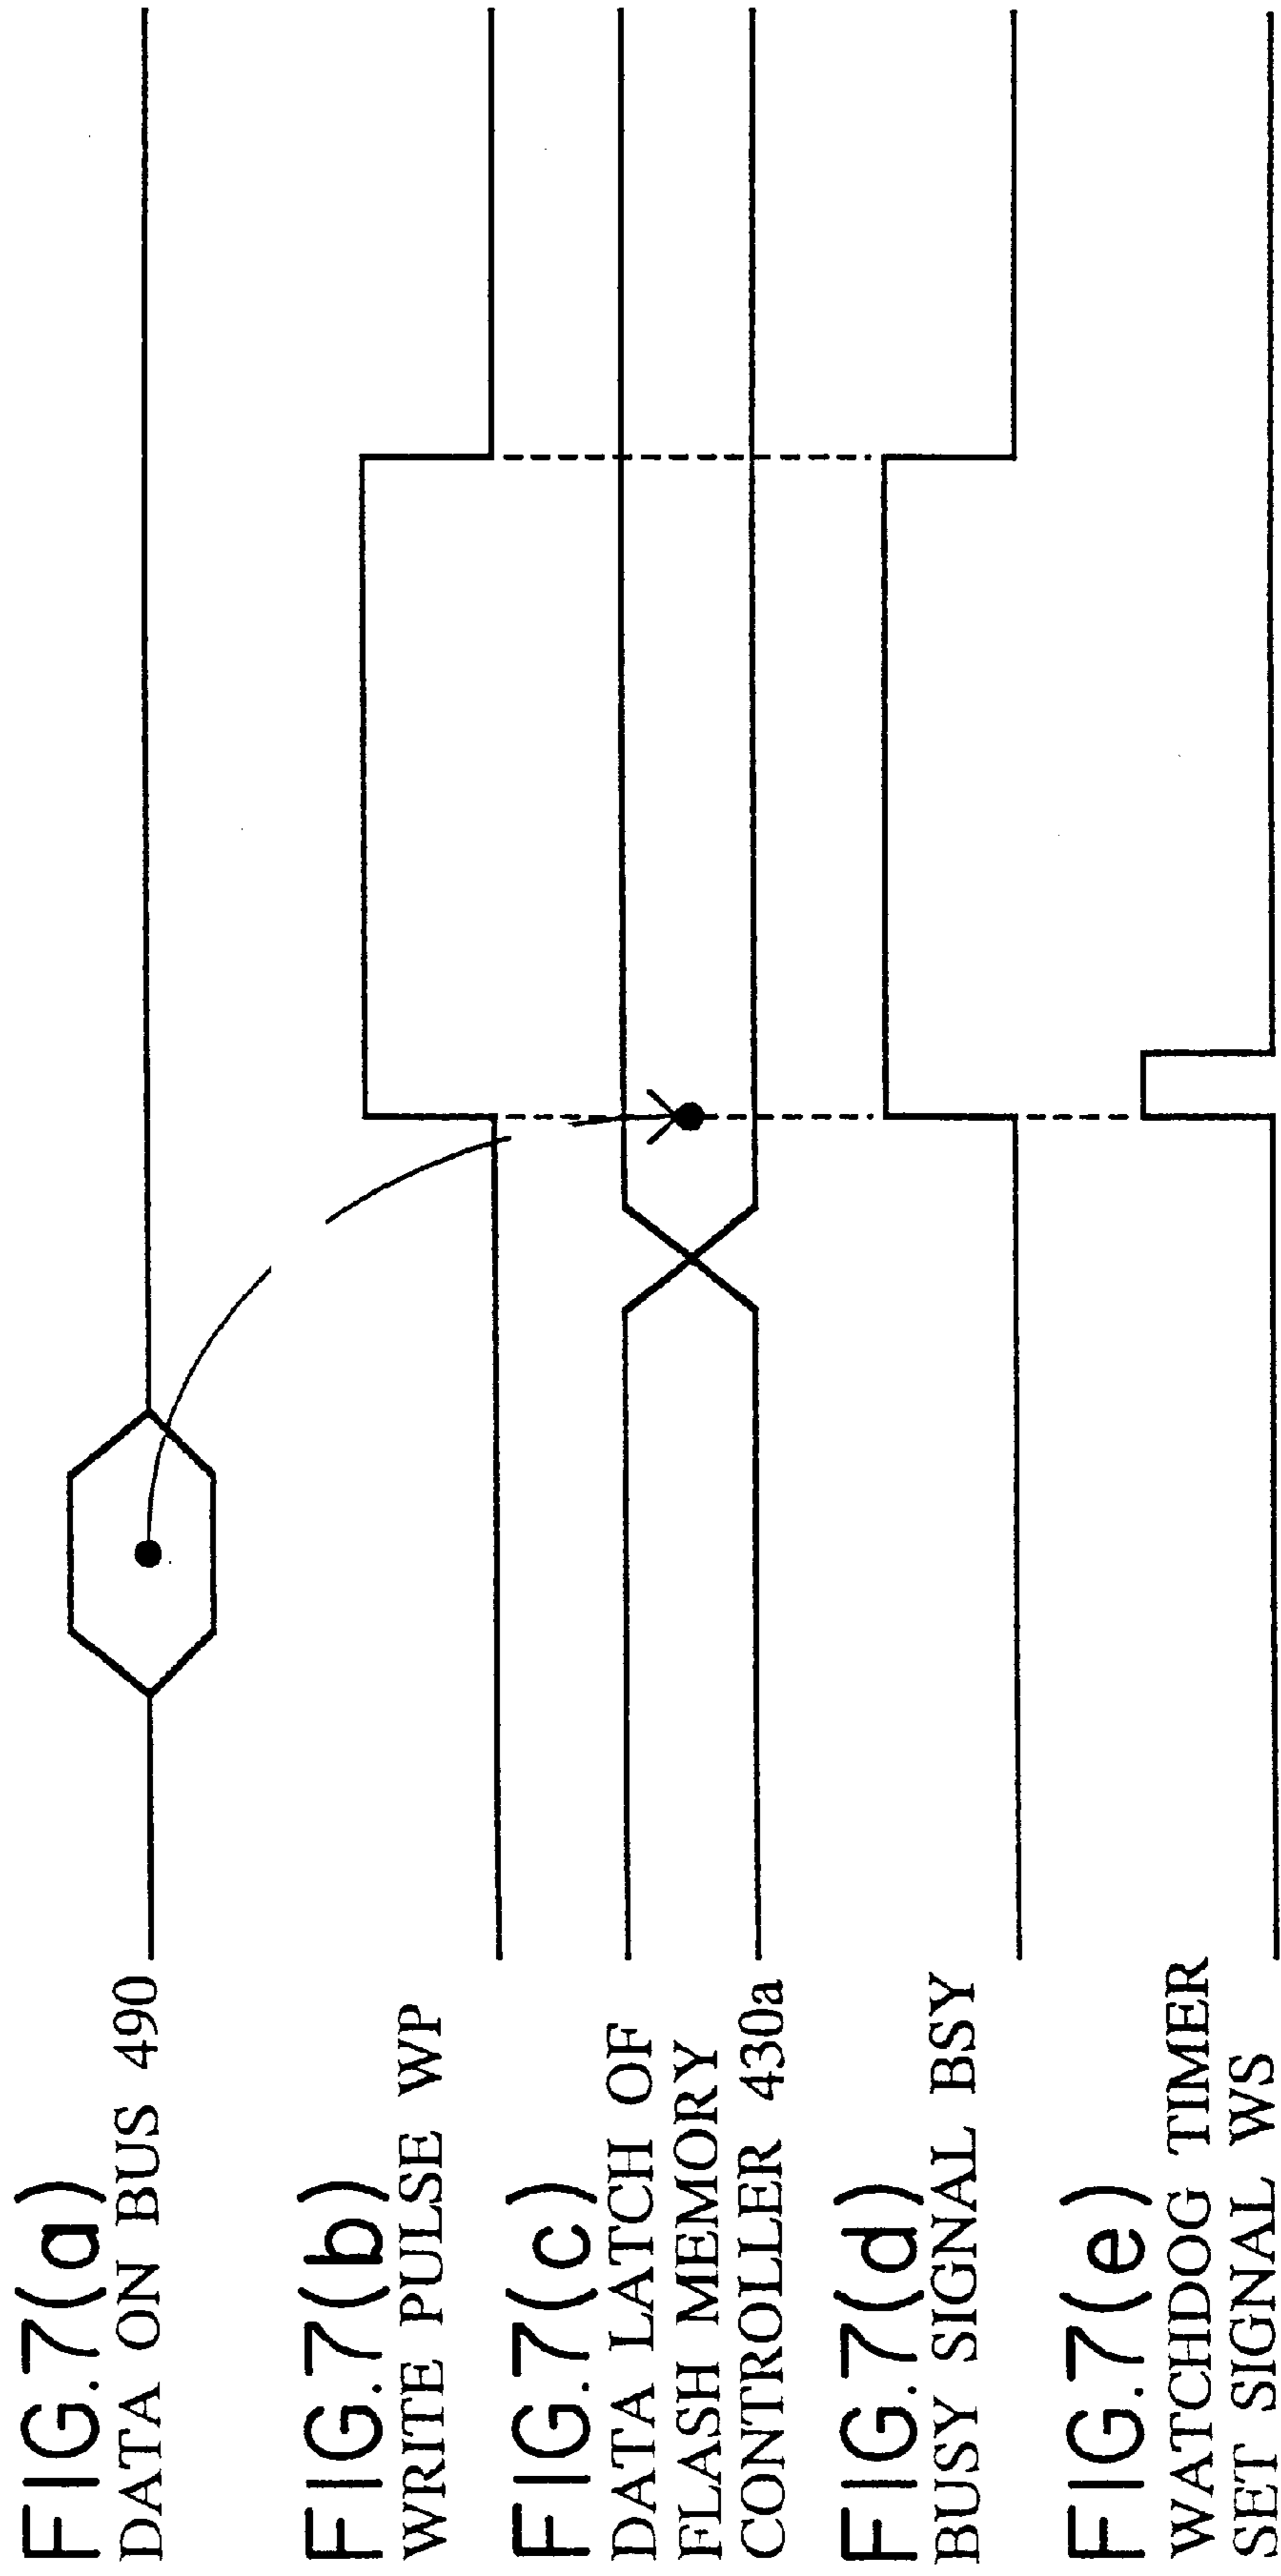 FIG.7(a)
DATA ON BUS 490
FIG.7(b)
WRITE PULSE WP
FIG.7(c)
DATA LATCH OF
FLASH MEMORY
CONTROLLER 430a
FIG.7(d)
BUSY SIGNAL BSY
FIG.7(e)
WATCHDOG TIMER
SET SIGNAL WS